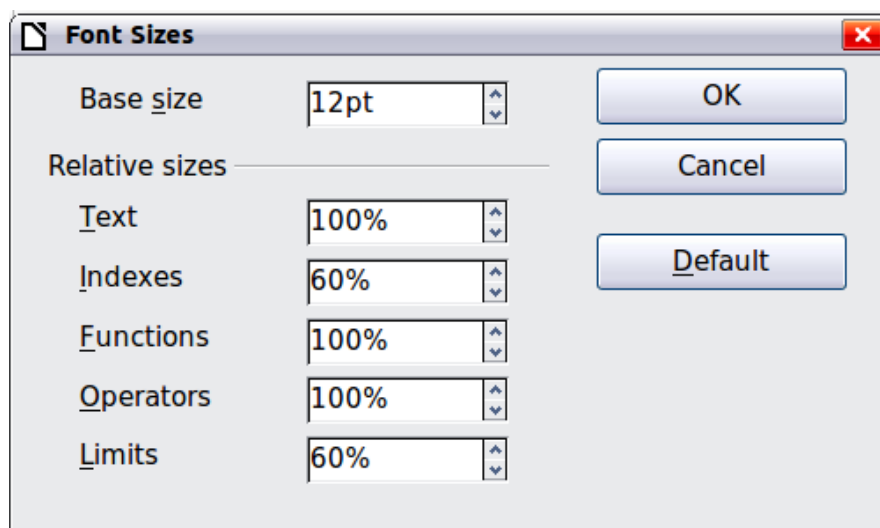 Font Sizes
Base size 12pt OK
Relative sizes Cancel
Text 100%
Indexes 60% Default
Functions 100%
Operators 100%
Limits 60%